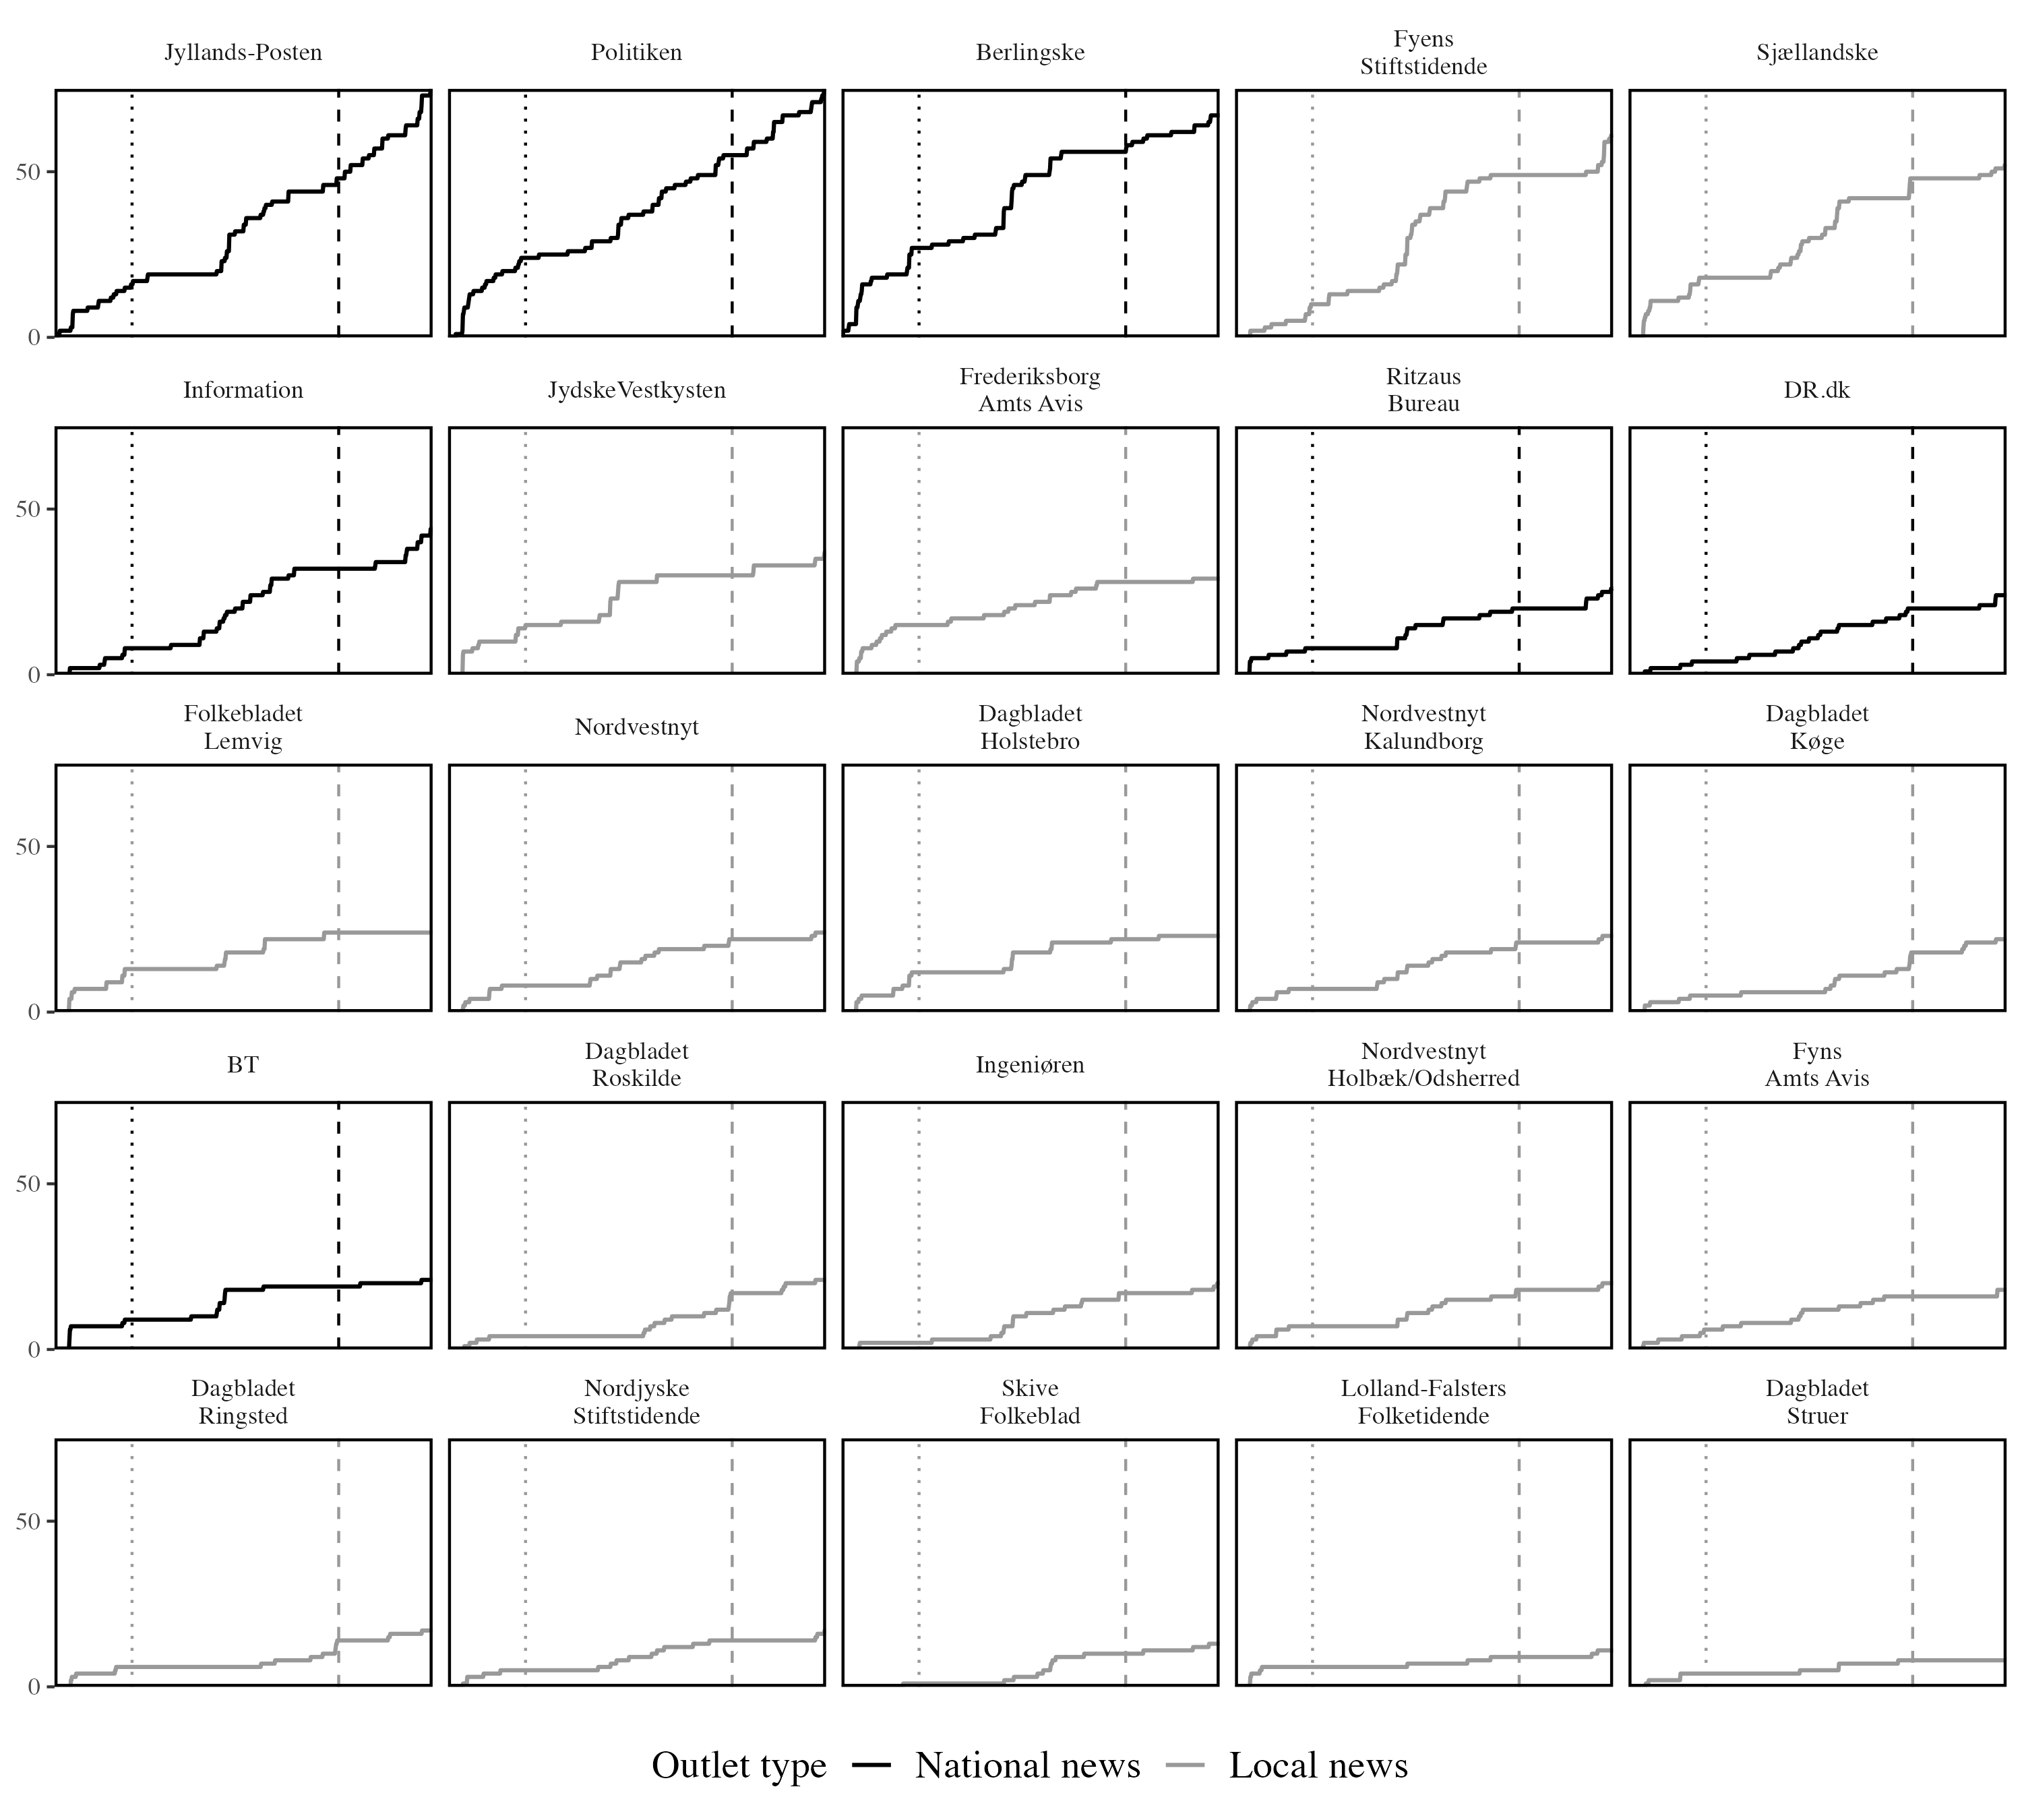 Jyllands-Posten
Politiken
Berlingske
Fyens
Stiftstidende
Sjællandske
50
0
Information
JydskeVestkysten
Frederiksborg
Amts Avis
Ritzaus
Bureau
DR.dk
50
0
Folkebladet
Lemvig
Nordvestnyt
Dagbladet
Holstebro
Nordvestnyt
Kalundborg
Dagbladet
Køge
50
0
BT
Dagbladet
Roskilde
Ingeniøren
Nordvestnyt
Holbæk/Odsherred
Fyns
Amts Avis
50
0
Dagbladet
Ringsted
Nordjyske
Stiftstidende
Skive
Folkeblad
Lolland-Falsters
Folketidende
Dagbladet
Struer
50
0
Outlet type National news Local news